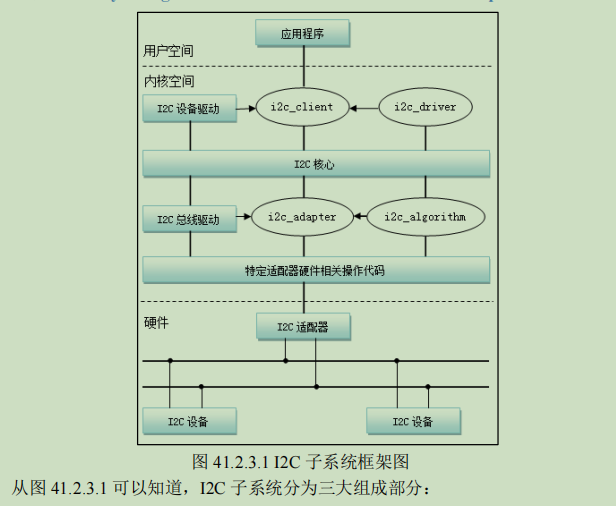 应用程序
用户空间
内核空间
I2C 设备驱动
i2c_client
i2c_driver
I2C 核心
I2C 总线驱动
i2c_adapter
i2c_algorithm
特定适配器硬件相关操作代码
硬件
I2C 适配器
I2C 设备
I2C 设备
图 41.2.3.1 I2C 子系统框架图
从图 41.2.3.1 可以知道，I2C 子系统分为三大组成部分：